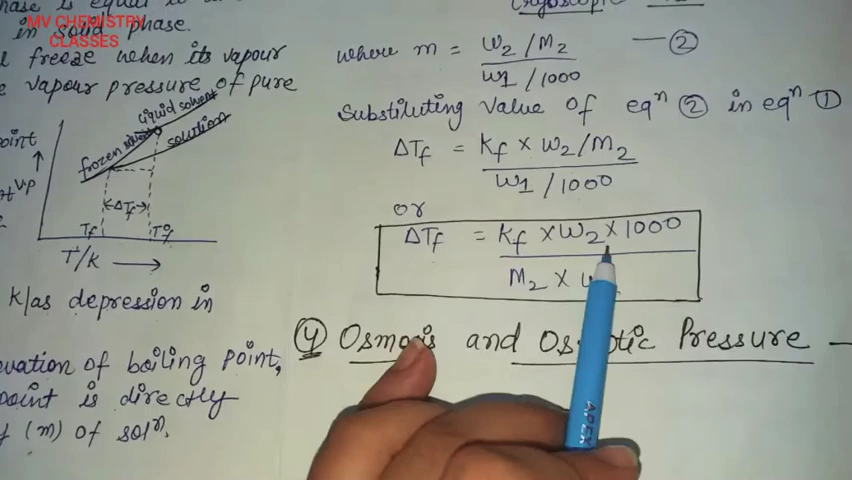 MV CHEMISTRY
CLASSES
in solid phase.
freeze when its vapour
vapour pressure of pure
liquid solvent
frozen solvent
solution
V.P
ΔTf
Tf
T°f
T/K
K/as depression in
of boiling point,
point is directly
(m) of solⁿ.
where m = W2/M2 — ②
W1/1000
Substituting value of eqⁿ ② in eqⁿ ①
ΔTf = Kf × W2/M2
W1/1000
or
ΔTf = Kf × W2 × 1000
M2 ×
④ Osmosis and Osmotic Pressure —